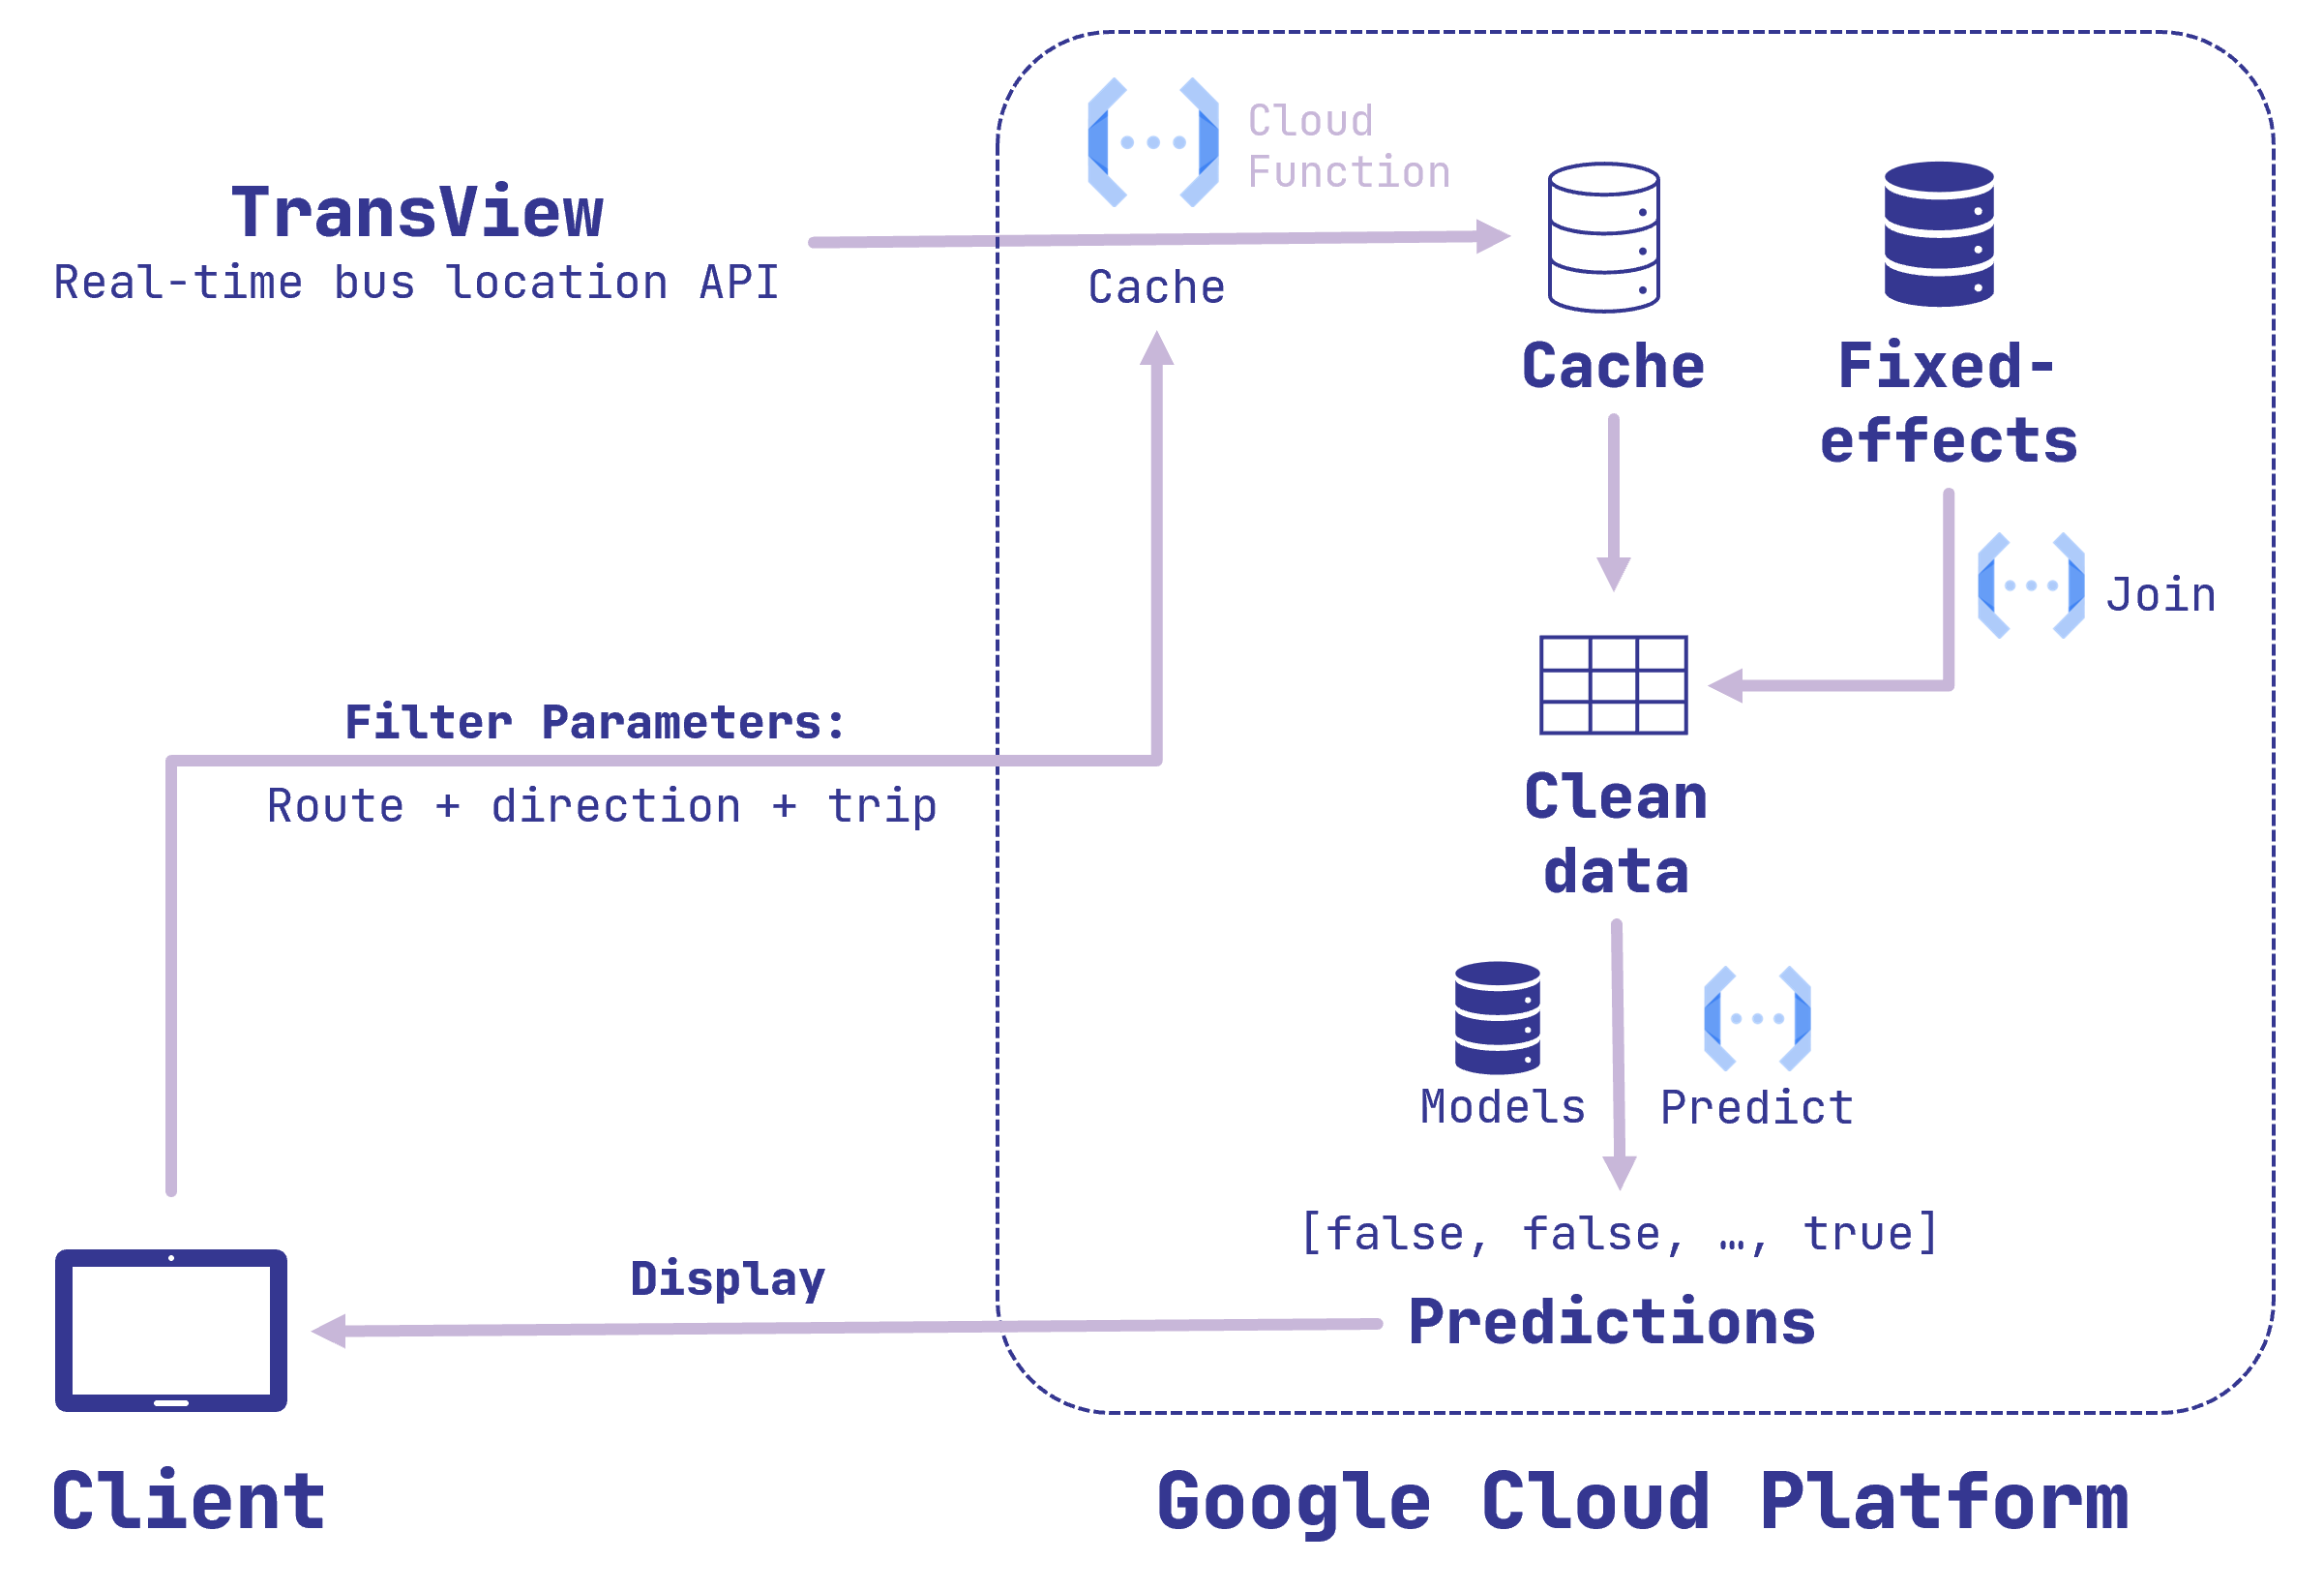 TransView
Real-time bus location API
Cloud
Function
Cache
Cache
Fixed-
effects
Join
Filter Parameters:
Route + direction + trip
Clean
data
Models
Predict
[false, false, …, true]
Display
Predictions
Client
Google Cloud Platform